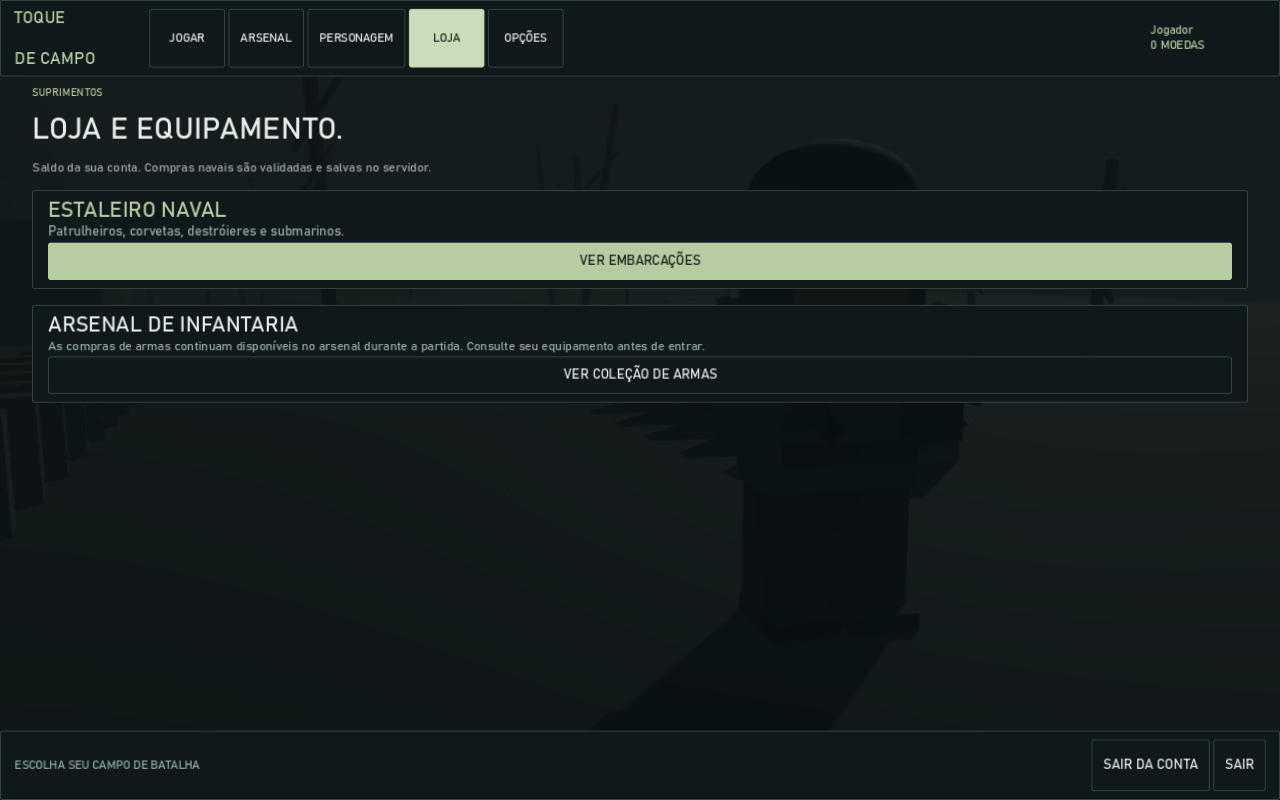 TOQUE
DE CAMPO
JOGAR
ARSENAL
PERSONAGEM
LOJA
OPÇÕES
Jogador
0 MOEDAS
SUPRIMENTOS
LOJA E EQUIPAMENTO.
Saldo da sua conta. Compras navais são validadas e salvas no servidor.
ESTALEIRO NAVAL
Patrulheiros, corvetas, destróieres e submarinos.
VER EMBARCAÇÕES
ARSENAL DE INFANTARIA
As compras de armas continuam disponíveis no arsenal durante a partida. Consulte seu equipamento antes de entrar.
VER COLEÇÃO DE ARMAS
ESCOLHA SEU CAMPO DE BATALHA
SAIR DA CONTA
SAIR